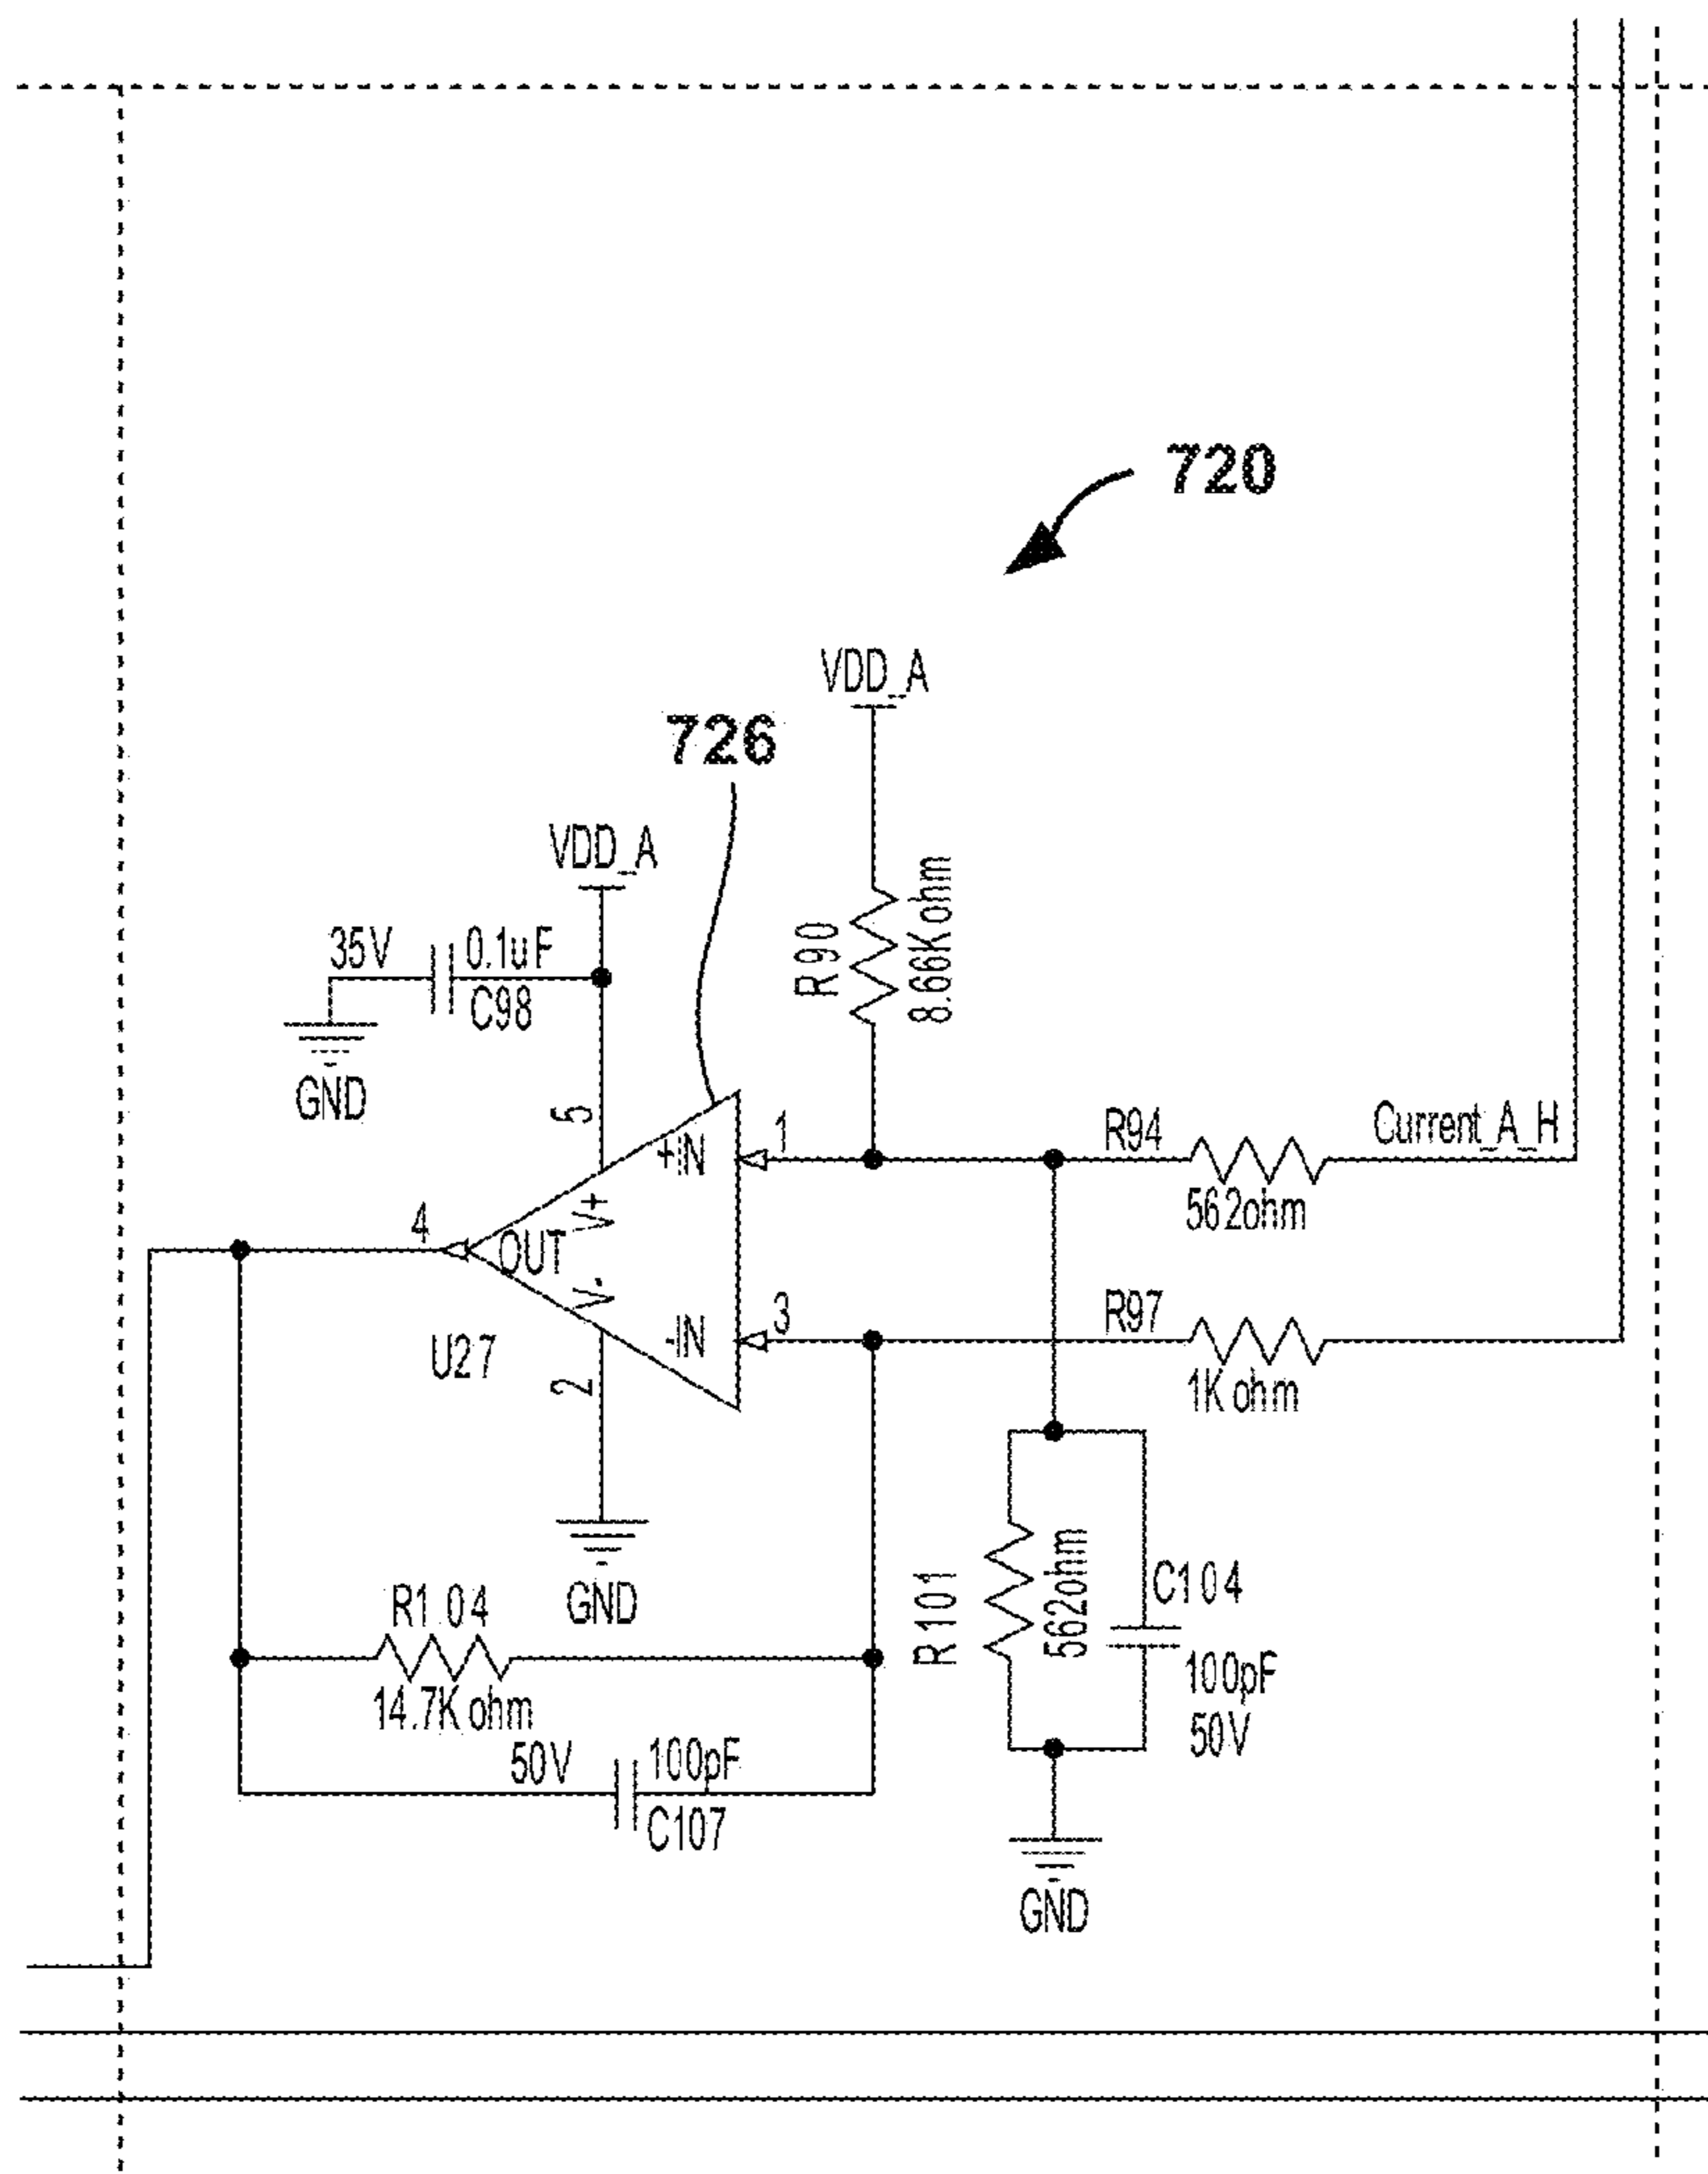 720
VDD_A
726
VDD_A
35V
0.1uF
C98
GND
R90
8.66K ohm
5
+IN
1
R94
562ohm
Current_A_H
4
OUT
V+
V-
-IN
3
R97
1K ohm
U27
2
GND
R101
562ohm
C104
100pF
50V
R1 04
14.7K ohm
50V
100pF
C107
GND